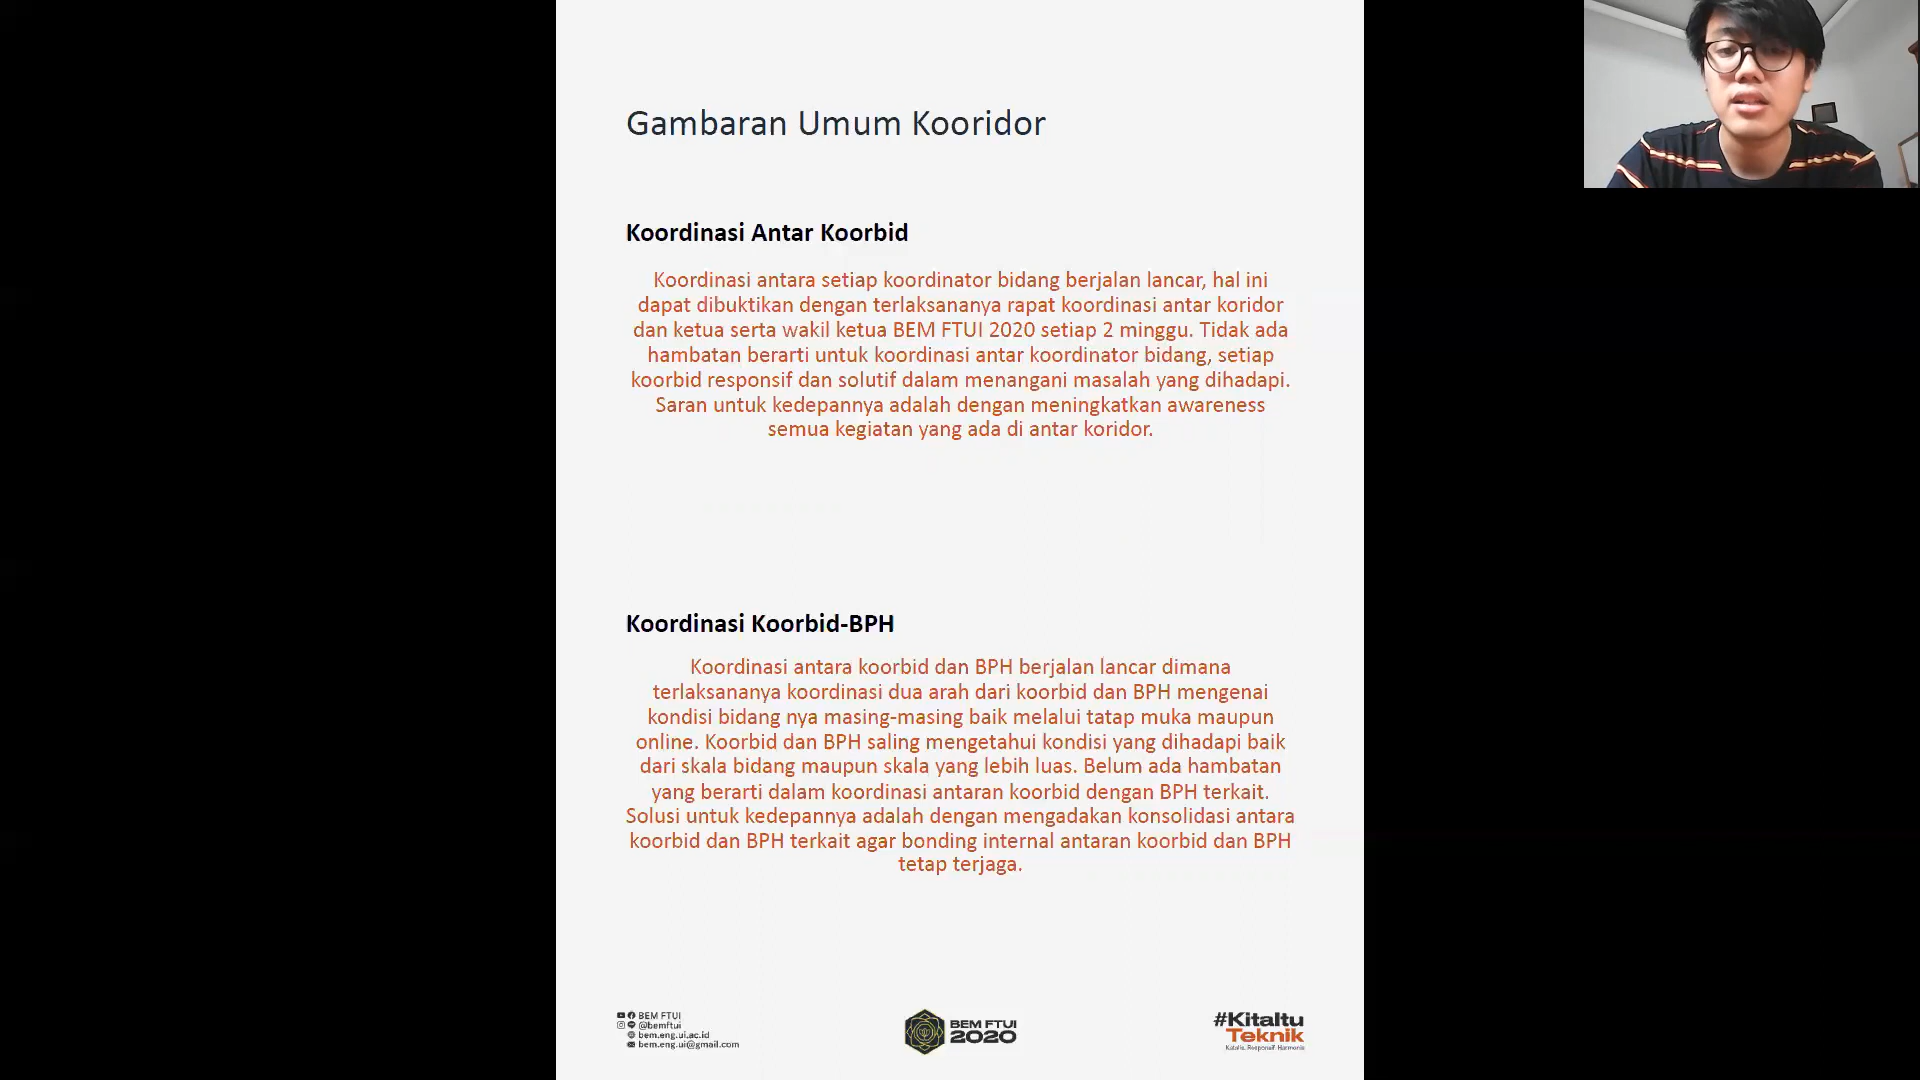 Gambaran Umum Kooridor
Koordinasi Antar Koorbid
Koordinasi antara setiap koordinator bidang berjalan lancar, hal ini
dapat dibuktikan dengan terlaksananya rapat koordinasi antar koridor
dan ketua serta wakil ketua BEM FTUI 2020 setiap 2 minggu. Tidak ada
hambatan berarti untuk koordinasi antar koordinator bidang, setiap
koorbid responsif dan solutif dalam menangani masalah yang dihadapi.
Saran untuk kedepannya adalah dengan meningkatkan awareness
semua kegiatan yang ada di antar koridor.
Koordinasi Koorbid-BPH
Koordinasi antara koorbid dan BPH berjalan lancar dimana
terlaksananya koordinasi dua arah dari koorbid dan BPH mengenai
kondisi bidang nya masing-masing baik melalui tatap muka maupun
online. Koorbid dan BPH saling mengetahui kondisi yang dihadapi baik
dari skala bidang maupun skala yang lebih luas. Belum ada hambatan
yang berarti dalam koordinasi antaran koorbid dengan BPH terkait.
Solusi untuk kedepannya adalah dengan mengadakan konsolidasi antara
koorbid dan BPH terkait agar bonding internal antaran koorbid dan BPH
tetap terjaga.
BEM FTUI
@bemftui
bem.eng.ui.ac.id
bem.eng.ui@gmail.com
BEM FTUI
2020
#KitaItu
Teknik
Katalis. Responsif. Harmonis